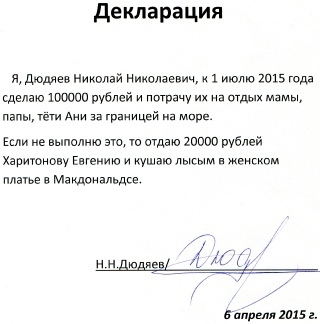 Декларация
Я, Дюдяев Николай Николаевич, к 1 июлю 2015 года
сделаю 100000 рублей и потрачу их на отдых мамы,
папы, тёти Ани за границей на море.
Если не выполню это, то отдаю 20000 рублей
Харитонову Евгению и кушаю лысым в женском
платье в Макдональдсе.
Н.Н.Дюдяев/
6 апреля 2015 г.